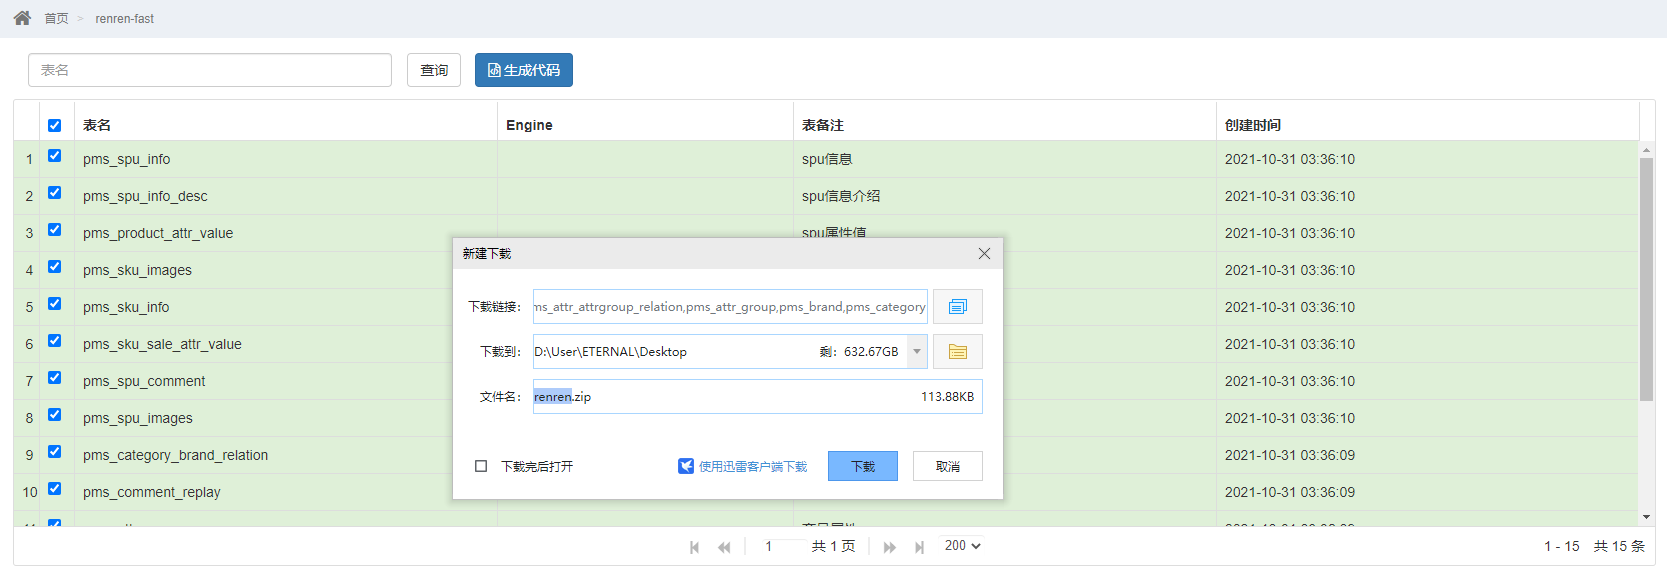 首页 > renren-fast
表名 查询 生成代码
表名 Engine 表备注 创建时间
1 pms_spu_info spu信息 2021-10-31 03:36:10
2 pms_spu_info_desc spu信息介绍 2021-10-31 03:36:10
3 pms_product_attr_value spu属性值 2021-10-31 03:36:10
4 pms_sku_images 2021-10-31 03:36:10
5 pms_sku_info 2021-10-31 03:36:10
6 pms_sku_sale_attr_value 2021-10-31 03:36:10
7 pms_spu_comment 2021-10-31 03:36:10
8 pms_spu_images 2021-10-31 03:36:10
9 pms_category_brand_relation 2021-10-31 03:36:09
10 pms_comment_replay 2021-10-31 03:36:09
商品属性
新建下载
下载链接: ms_attr_attrgroup_relation,pms_attr_group,pms_brand,pms_category
下载到: D:\User\ETERNAL\Desktop 剩: 632.67GB
文件名: renren.zip 113.88KB
下载完后打开 使用迅雷客户端下载 下载 取消
1 共 1 页 200 1 - 15 共 15 条